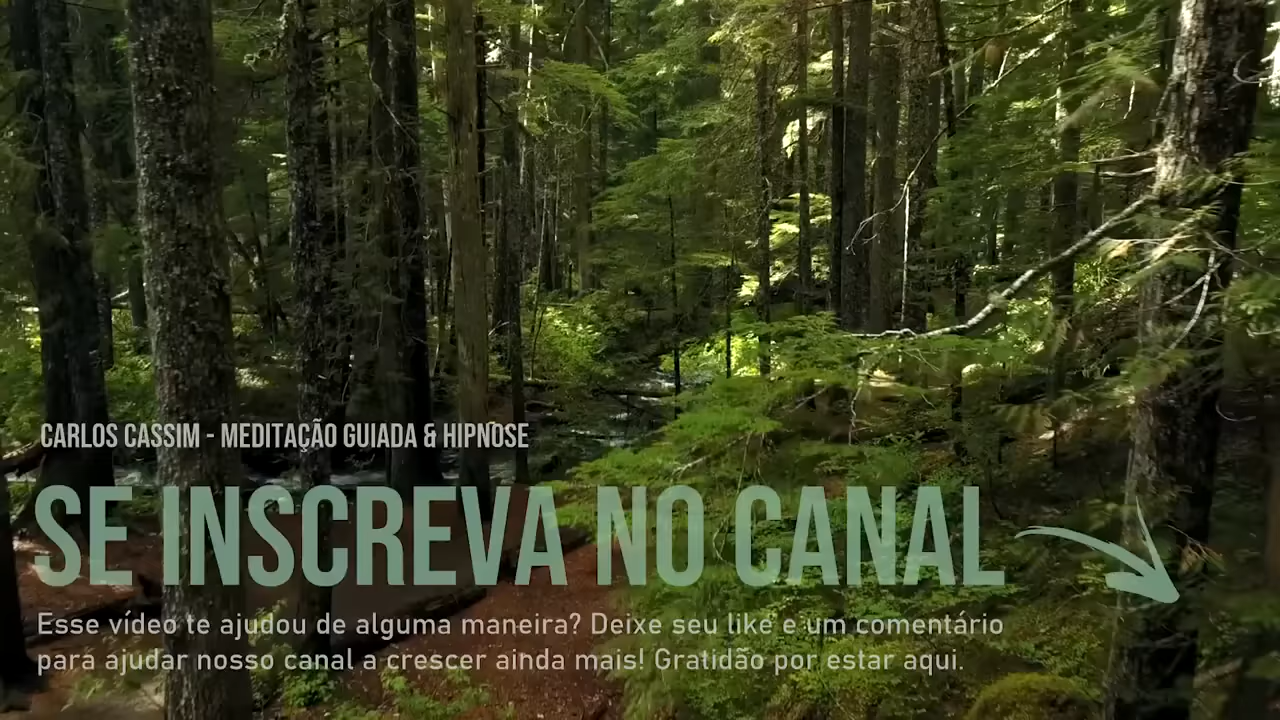 CARLOS CASSIM - MEDITAÇÃO GUIADA & HIPNOSE
SE INSCREVA NO CANAL
Esse vídeo te ajudou de alguma maneira? Deixe seu like e um comentário
para ajudar nosso canal a crescer ainda mais! Gratidão por estar aqui.